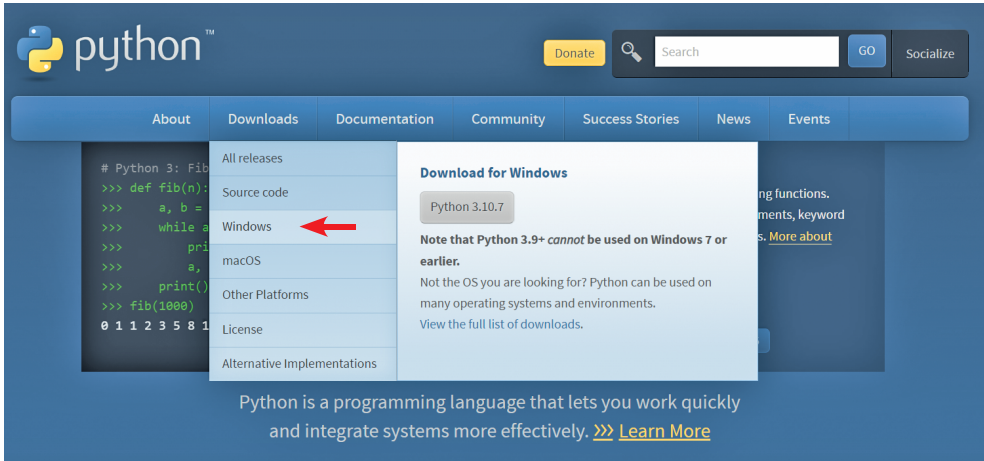 python™
Donate
Search
GO
Socialize
About
Downloads
Documentation
Community
Success Stories
News
Events
# Python 3: Fib
>>> def fib(n):
>>> a, b =
>>> while a
>>> pri
>>> a,
>>> print()
>>> fib(1000)
0 1 1 2 3 5 8 1
All releases
Source code
Windows
macOS
Other Platforms
License
Alternative Implementations
Download for Windows
Python 3.10.7
Note that Python 3.9+ cannot be used on Windows 7 or
earlier.
Not the OS you are looking for? Python can be used on
many operating systems and environments.
View the full list of downloads.
ng functions.
ments, keyword
s. More about
Python is a programming language that lets you work quickly
and integrate systems more effectively. >>> Learn More